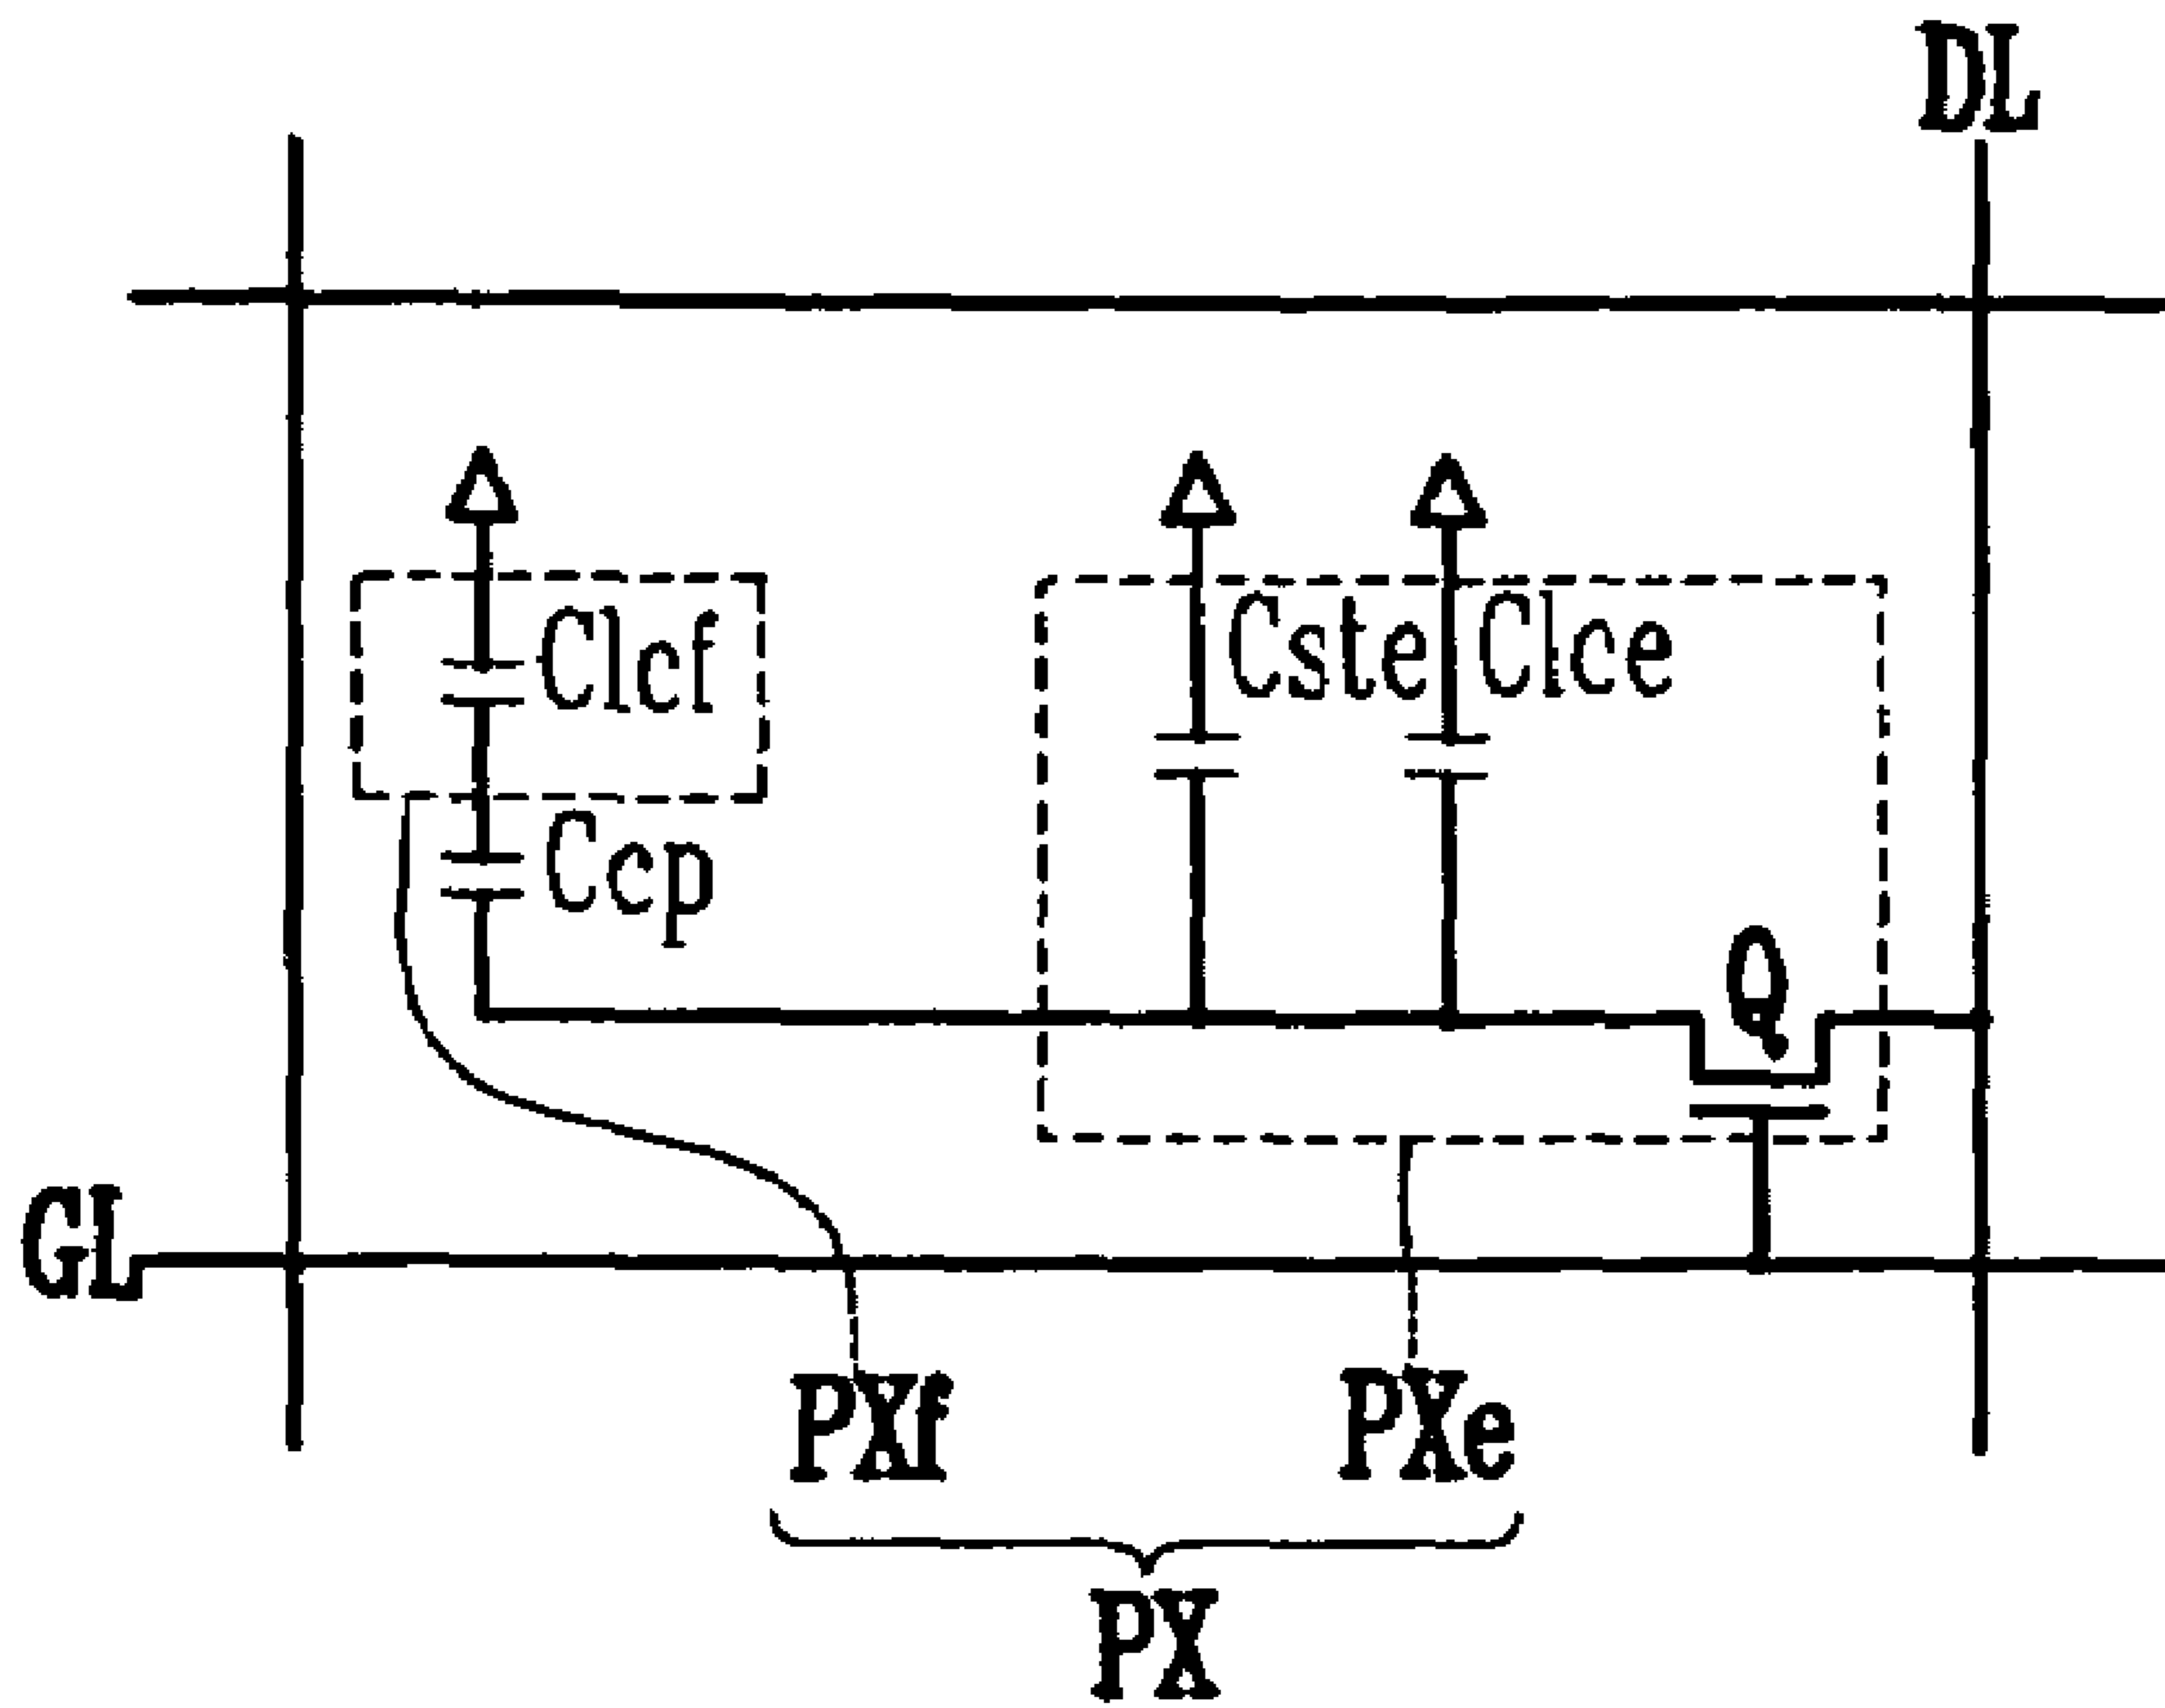 DL
Clcf
Cste Clce
Ccp
Q
GL
PXf PXe
PX